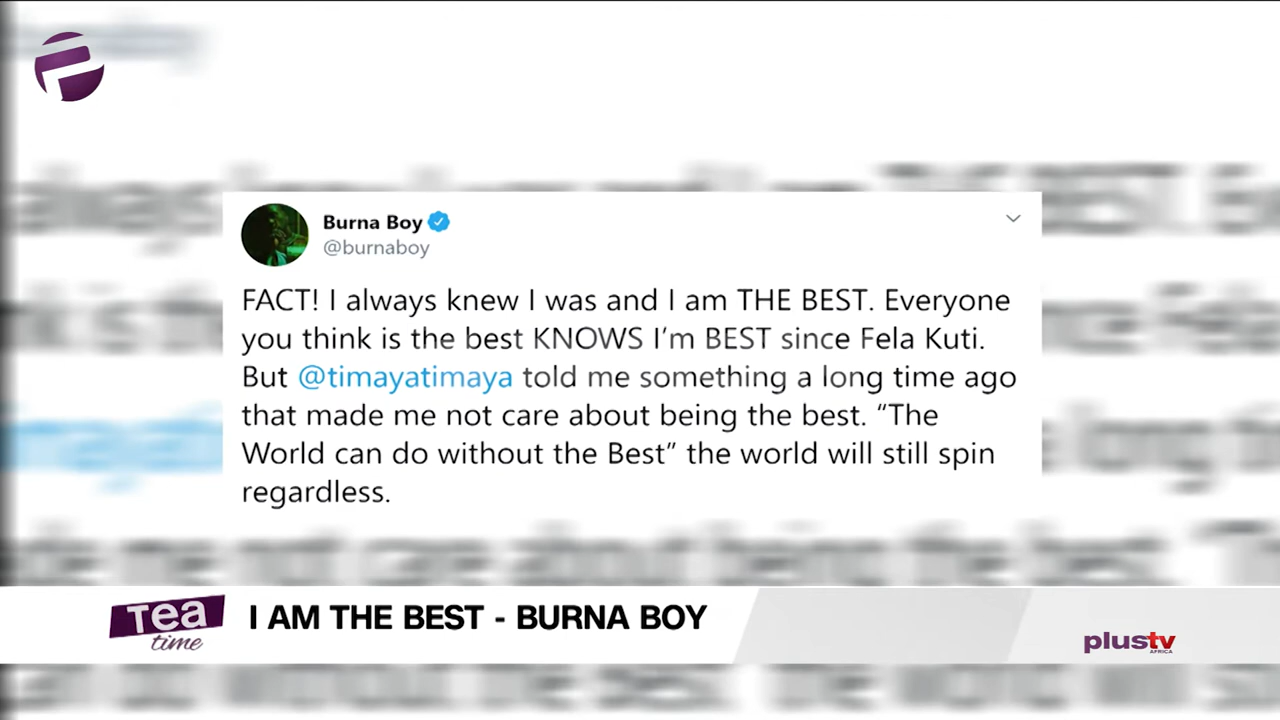 Burna Boy
@burnaboy
FACT! I always knew I was and I am THE BEST. Everyone
you think is the best KNOWS I’m BEST since Fela Kuti.
But @timayatimaya told me something a long time ago
that made me not care about being the best. “The
World can do without the Best” the world will still spin
regardless.
Tea
time
I AM THE BEST - BURNA BOY
plustv
AFRICA